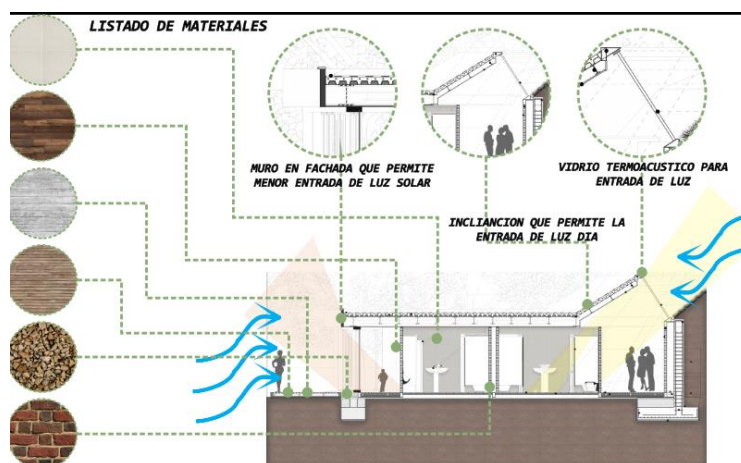 LISTADO DE MATERIALES
MURO EN FACHADA QUE PERMITE
MENOR ENTRADA DE LUZ SOLAR
INCLIANCION QUE PERMITE LA
ENTRADA DE LUZ DIA
VIDRIO TERMOACUSTICO PARA
ENTRADA DE LUZ